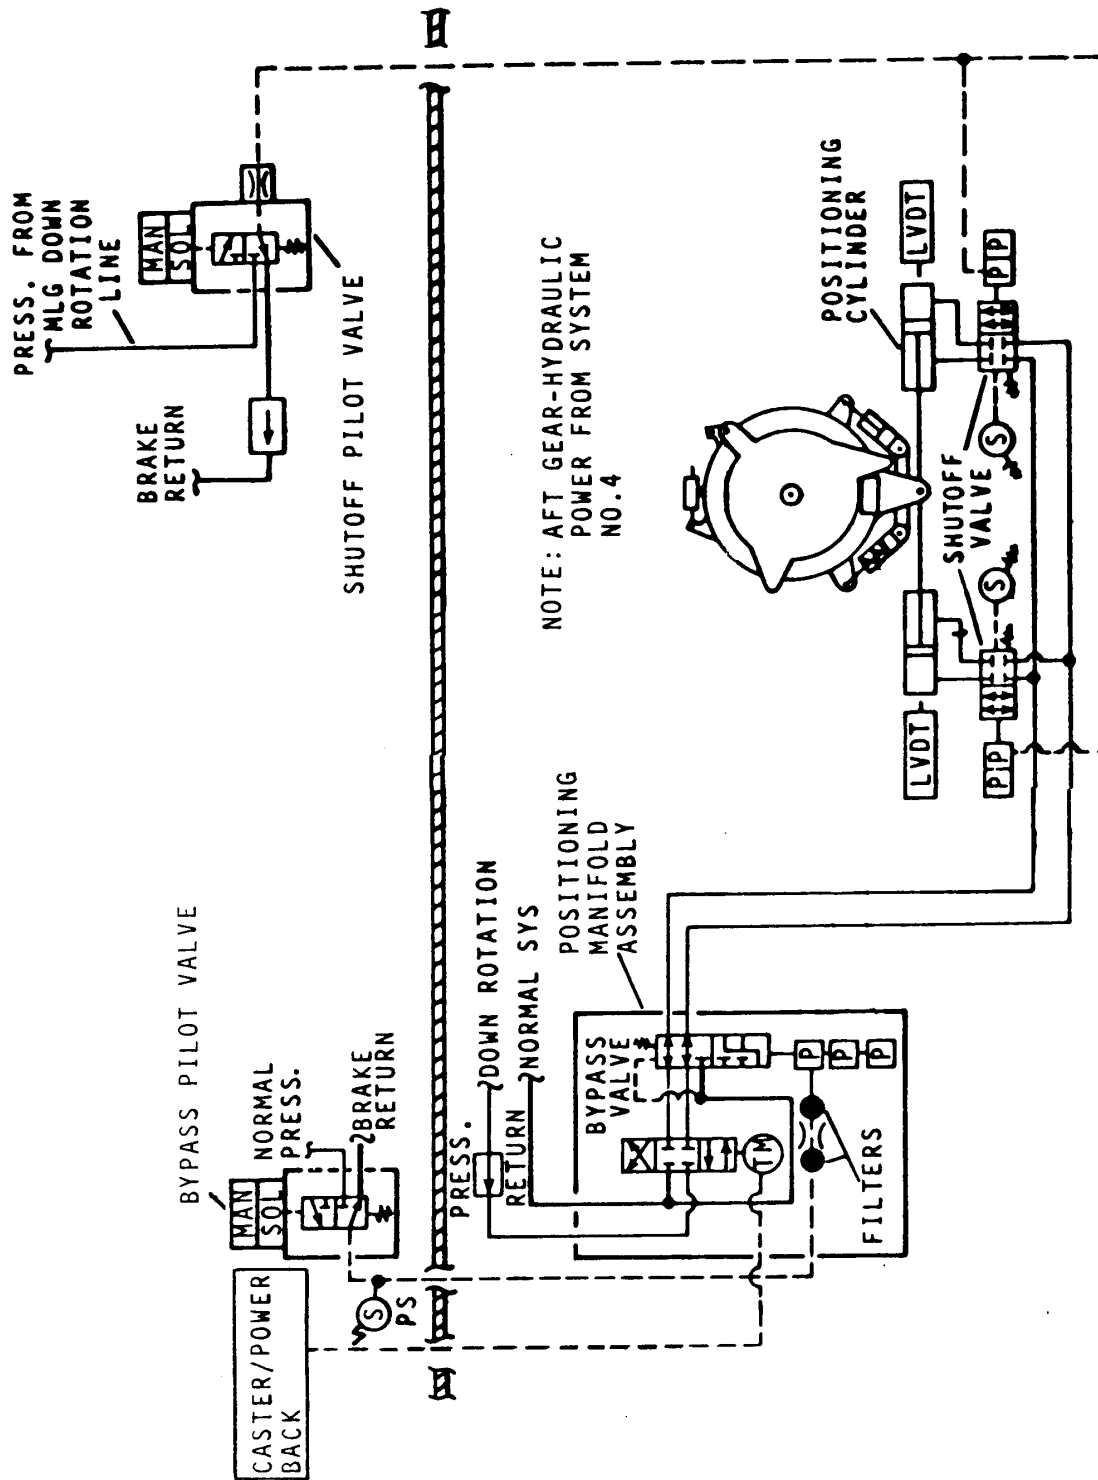 CASTER/POWER
BACK
BYPASS PILOT VALVE
MAN
SOL
NORMAL
PRESS.
BRAKE
RETURN
S
PS
PRESS. FROM
MLG DOWN
ROTATION
LINE
MAN
SOL
BRAKE
RETURN
SHUTOFF PILOT VALVE
PRESS.
DOWN ROTATION
RETURN
NORMAL SYS
POSITIONING
MANIFOLD
ASSEMBLY
BYPASS
VALVE
TM
P
P
P
FILTERS
NOTE: AFT GEAR-HYDRAULIC
POWER FROM SYSTEM
NO.4
POSITIONING
CYLINDER
LVDT
LVDT
SHUTOFF
VALVE
S
S
P P
P P